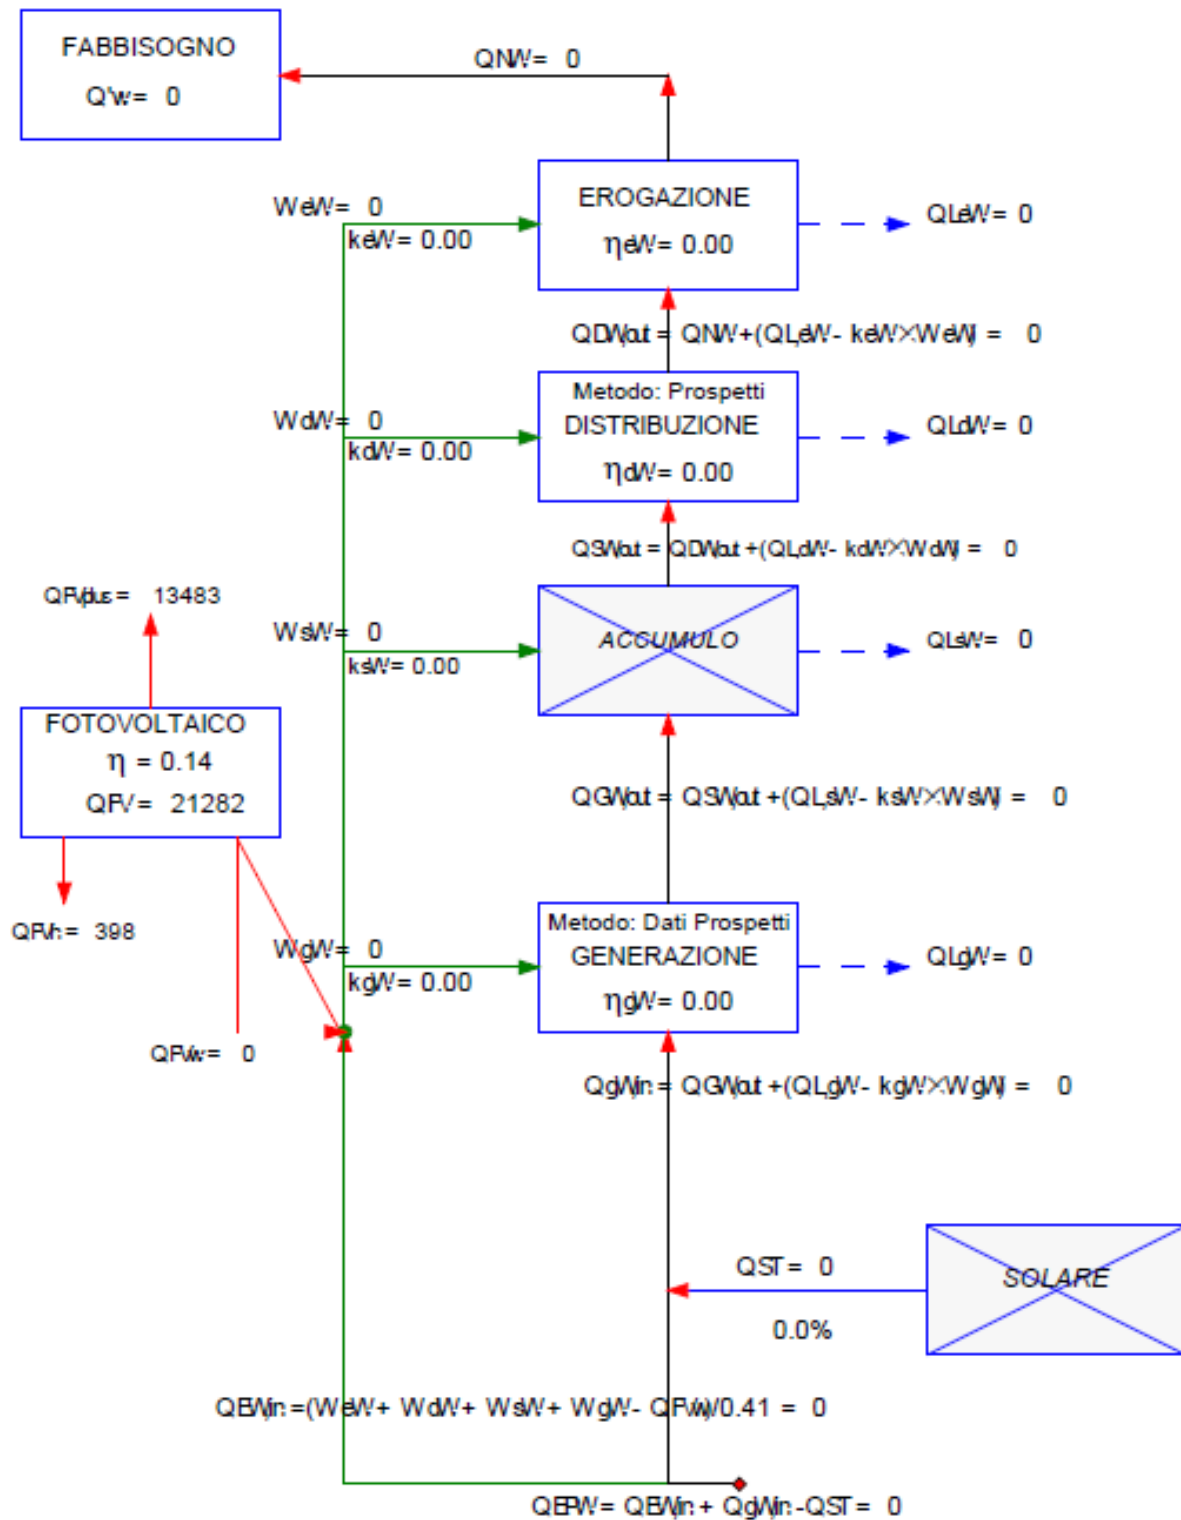 FABBISOGNO
Q'w= 0
QNW= 0
EROGAZIONE
ηeW= 0.00
WeW= 0
keW= 0.00
QLeW= 0
QDWout = QNW+(QLeW- keW×WeW) = 0
Metodo: Prospetti
DISTRIBUZIONE
ηdW= 0.00
WdW= 0
kdW= 0.00
QLdW= 0
QSWout = QDWout +(QLdW- kdW×WdW) = 0
QFVplus = 13483
WsW= 0
ksW= 0.00
ACCUMULO
QLsW= 0
FOTOVOLTAICO
η = 0.14
QFV= 21282
QGWout = QSWout +(QLsW- ksW×WsW) = 0
QFVh= 398
WgW= 0
kgW= 0.00
Metodo: Dati Prospetti
GENERAZIONE
ηgW= 0.00
QLgW= 0
QFVw= 0
QgWin = QGWout +(QLgW- kgW×WgW) = 0
QST= 0
0.0%
SOLARE
QEWin =(WeW+ WdW+ WsW+ WgW- QFVw)/0.41 = 0
QEPW= QEWin + QgWin -QST= 0